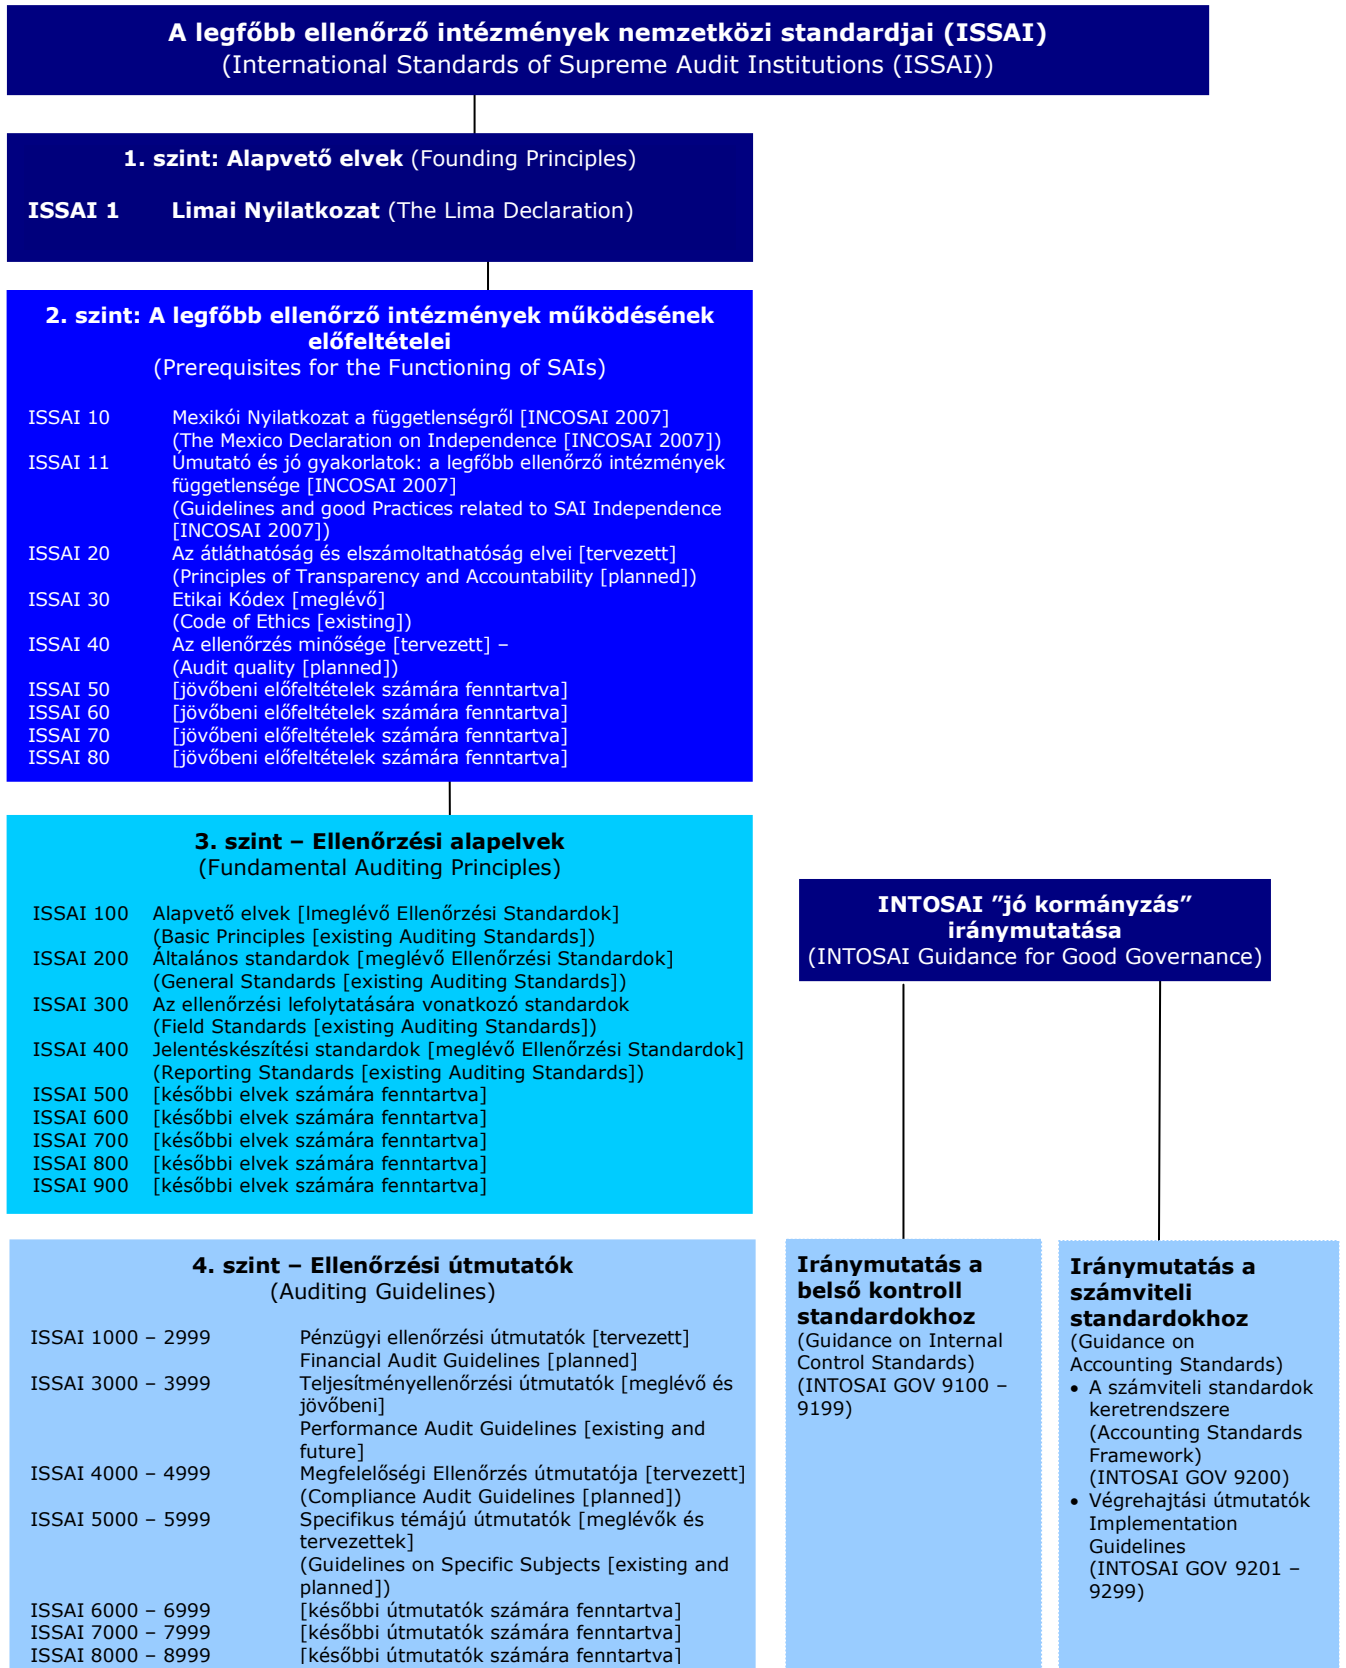 A legfőbb ellenőrző intézmények nemzetközi standardjai (ISSAI)
(International Standards of Supreme Audit Institutions (ISSAI))
1. szint: Alapvető elvek (Founding Principles)
ISSAI 1 Limai Nyilatkozat (The Lima Declaration)
2. szint: A legfőbb ellenőrző intézmények működésének
előfeltételei
(Prerequisites for the Functioning of SAIs)
ISSAI 10 Mexikói Nyilatkozat a függetlenségről [INCOSAI 2007]
(The Mexico Declaration on Independence [INCOSAI 2007])
ISSAI 11 Úmutató és jó gyakorlatok: a legfőbb ellenőrző intézmények
függetlensége [INCOSAI 2007]
(Guidelines and good Practices related to SAI Independence
[INCOSAI 2007])
ISSAI 20 Az átláthatóság és elszámoltathatóság elvei [tervezett]
(Principles of Transparency and Accountability [planned])
ISSAI 30 Etikai Kódex [meglévő]
(Code of Ethics [existing])
ISSAI 40 Az ellenőrzés minősége [tervezett] –
(Audit quality [planned])
ISSAI 50 [jövőbeni előfeltételek számára fenntartva]
ISSAI 60 [jövőbeni előfeltételek számára fenntartva]
ISSAI 70 [jövőbeni előfeltételek számára fenntartva]
ISSAI 80 [jövőbeni előfeltételek számára fenntartva]
3. szint – Ellenőrzési alapelvek
(Fundamental Auditing Principles)
ISSAI 100 Alapvető elvek [lmeglévő Ellenőrzési Standardok]
(Basic Principles [existing Auditing Standards])
ISSAI 200 Általános standardok [meglévő Ellenőrzési Standardok]
(General Standards [existing Auditing Standards])
ISSAI 300 Az ellenőrzési lefolytatására vonatkozó standardok
(Field Standards [existing Auditing Standards])
ISSAI 400 Jelentéskészítési standardok [meglévő Ellenőrzési Standardok]
(Reporting Standards [existing Auditing Standards])
ISSAI 500 [későbbi elvek számára fenntartva]
ISSAI 600 [későbbi elvek számára fenntartva]
ISSAI 700 [későbbi elvek számára fenntartva]
ISSAI 800 [későbbi elvek számára fenntartva]
ISSAI 900 [későbbi elvek számára fenntartva]
INTOSAI ”jó kormányzás”
iránymutatása
(INTOSAI Guidance for Good Governance)
4. szint – Ellenőrzési útmutatók
(Auditing Guidelines)
ISSAI 1000 – 2999 Pénzügyi ellenőrzési útmutatók [tervezett]
Financial Audit Guidelines [planned]
ISSAI 3000 – 3999 Teljesítményellenőrzési útmutatók [meglévő és
jövőbeni]
Performance Audit Guidelines [existing and
future]
ISSAI 4000 – 4999 Megfelelőségi Ellenőrzés útmutatója [tervezett]
(Compliance Audit Guidelines [planned])
ISSAI 5000 – 5999 Specifikus témájú útmutatók [meglévők és
tervezettek]
(Guidelines on Specific Subjects [existing and
planned])
ISSAI 6000 – 6999 [későbbi útmutatók számára fenntartva]
ISSAI 7000 – 7999 [későbbi útmutatók számára fenntartva]
ISSAI 8000 – 8999 [későbbi útmutatók számára fenntartva]
Iránymutatás a
belső kontroll
standardokhoz
(Guidance on Internal
Control Standards)
(INTOSAI GOV 9100 –
9199)
Iránymutatás a
számviteli
standardokhoz
(Guidance on
Accounting Standards)
• A számviteli standardok
keretrendszere
(Accounting Standards
Framework)
(INTOSAI GOV 9200)
• Végrehajtási útmutatók
Implementation
Guidelines
(INTOSAI GOV 9201 –
9299)